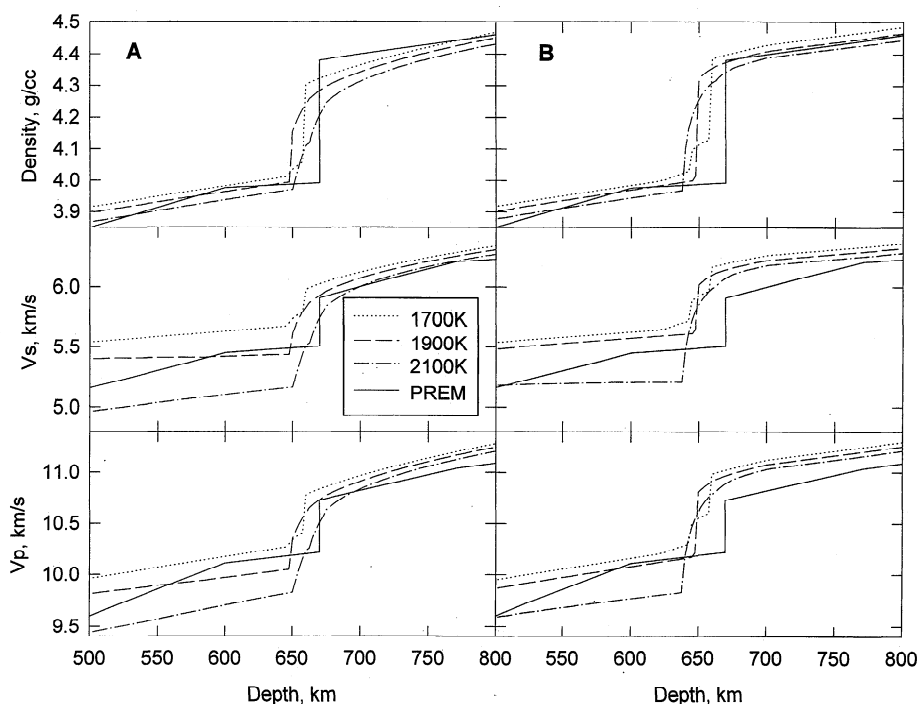 A
B
4.5
4.4
4.3
4.2
4.1
4.0
3.9
Density, g/cc
6.0
5.5
5.0
Vs, km/s
1700K
1900K
2100K
PREM
11.0
10.5
10.0
9.5
Vp, km/s
500 550 600 650 700 750 800
550 600 650 700 750 800
Depth, km
Depth, km